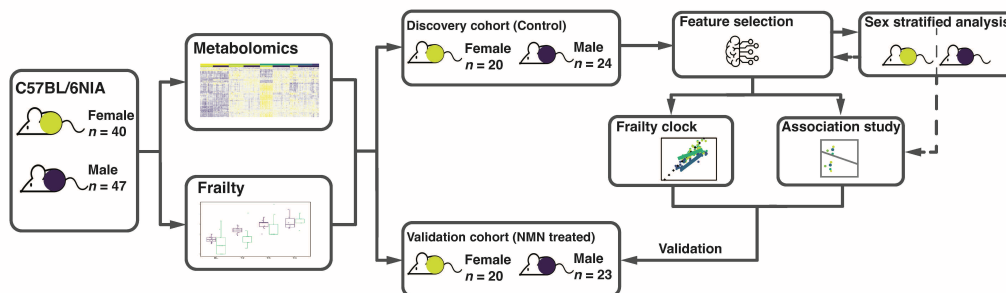 C57BL/6NIA
Female
n = 40
Male
n = 47
Metabolomics
Frailty
Discovery cohort (Control)
Female
n = 20
Male
n = 24
Feature selection
Sex stratified analysis
Frailty clock
Association study
Validation cohort (NMN treated)
Female
n = 20
Male
n = 23
Validation